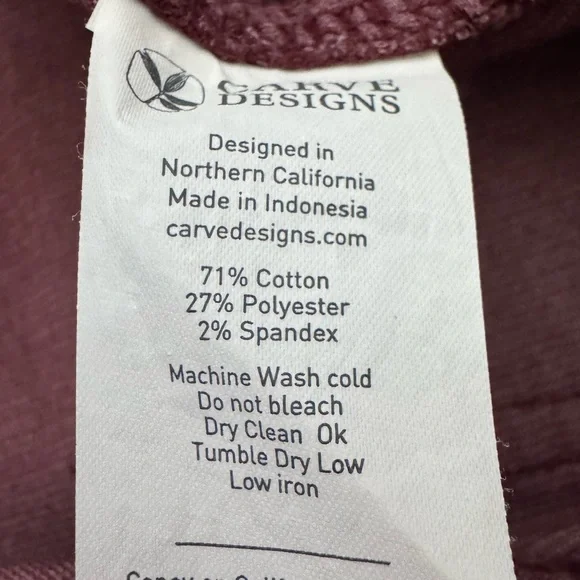 CARVE
DESIGNS
Designed in
Northern California
Made in Indonesia
carvedesigns.com
71% Cotton
27% Polyester
2% Spandex
Machine Wash cold
Do not bleach
Dry Clean Ok
Tumble Dry Low
Low iron